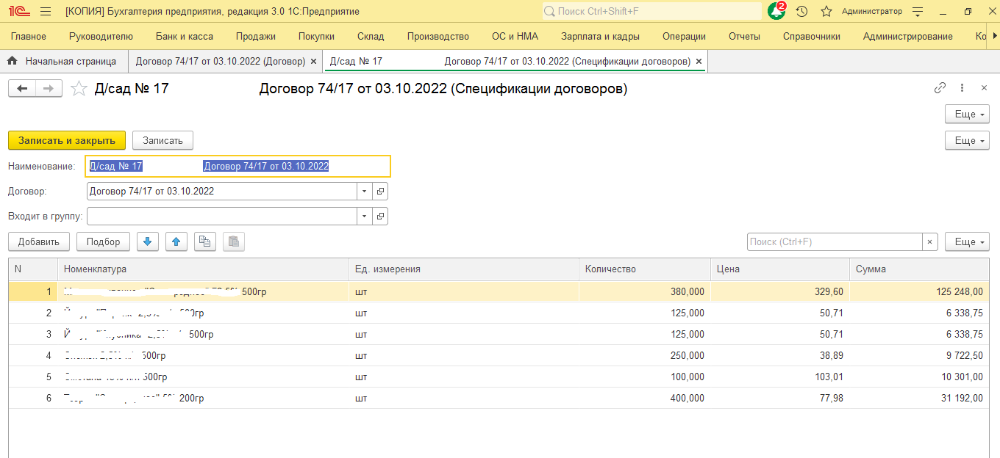 1С [КОПИЯ] Бухгалтерия предприятия, редакция 3.0 1С:Предприятие Поиск Ctrl+Shift+F 2 Администратор
Главное Руководителю Банк и касса Продажи Покупки Склад Производство ОС и НМА Зарплата и кадры Операции Отчеты Справочники Администрирование Ко
Начальная страница Договор 74/17 от 03.10.2022 (Договор) × Д/сад № 17 Договор 74/17 от 03.10.2022 (Спецификации договоров) ×
Д/сад № 17 Договор 74/17 от 03.10.2022 (Спецификации договоров)
Еще
Записать и закрыть Записать Еще
Наименование: Д/сад № 17 Договор 74/17 от 03.10.2022
Договор: Договор 74/17 от 03.10.2022
Входит в группу:
Добавить Подбор Поиск (Ctrl+F) × Еще
N Номенклатура Ед. измерения Количество Цена Сумма
1 500гр шт 380,000 329,60 125 248,00
2 шт 125,000 50,71 6 338,75
3 500гр шт 125,000 50,71 6 338,75
4 500гр шт 250,000 38,89 9 722,50
5 500гр шт 100,000 103,01 10 301,00
6 200гр шт 400,000 77,98 31 192,00